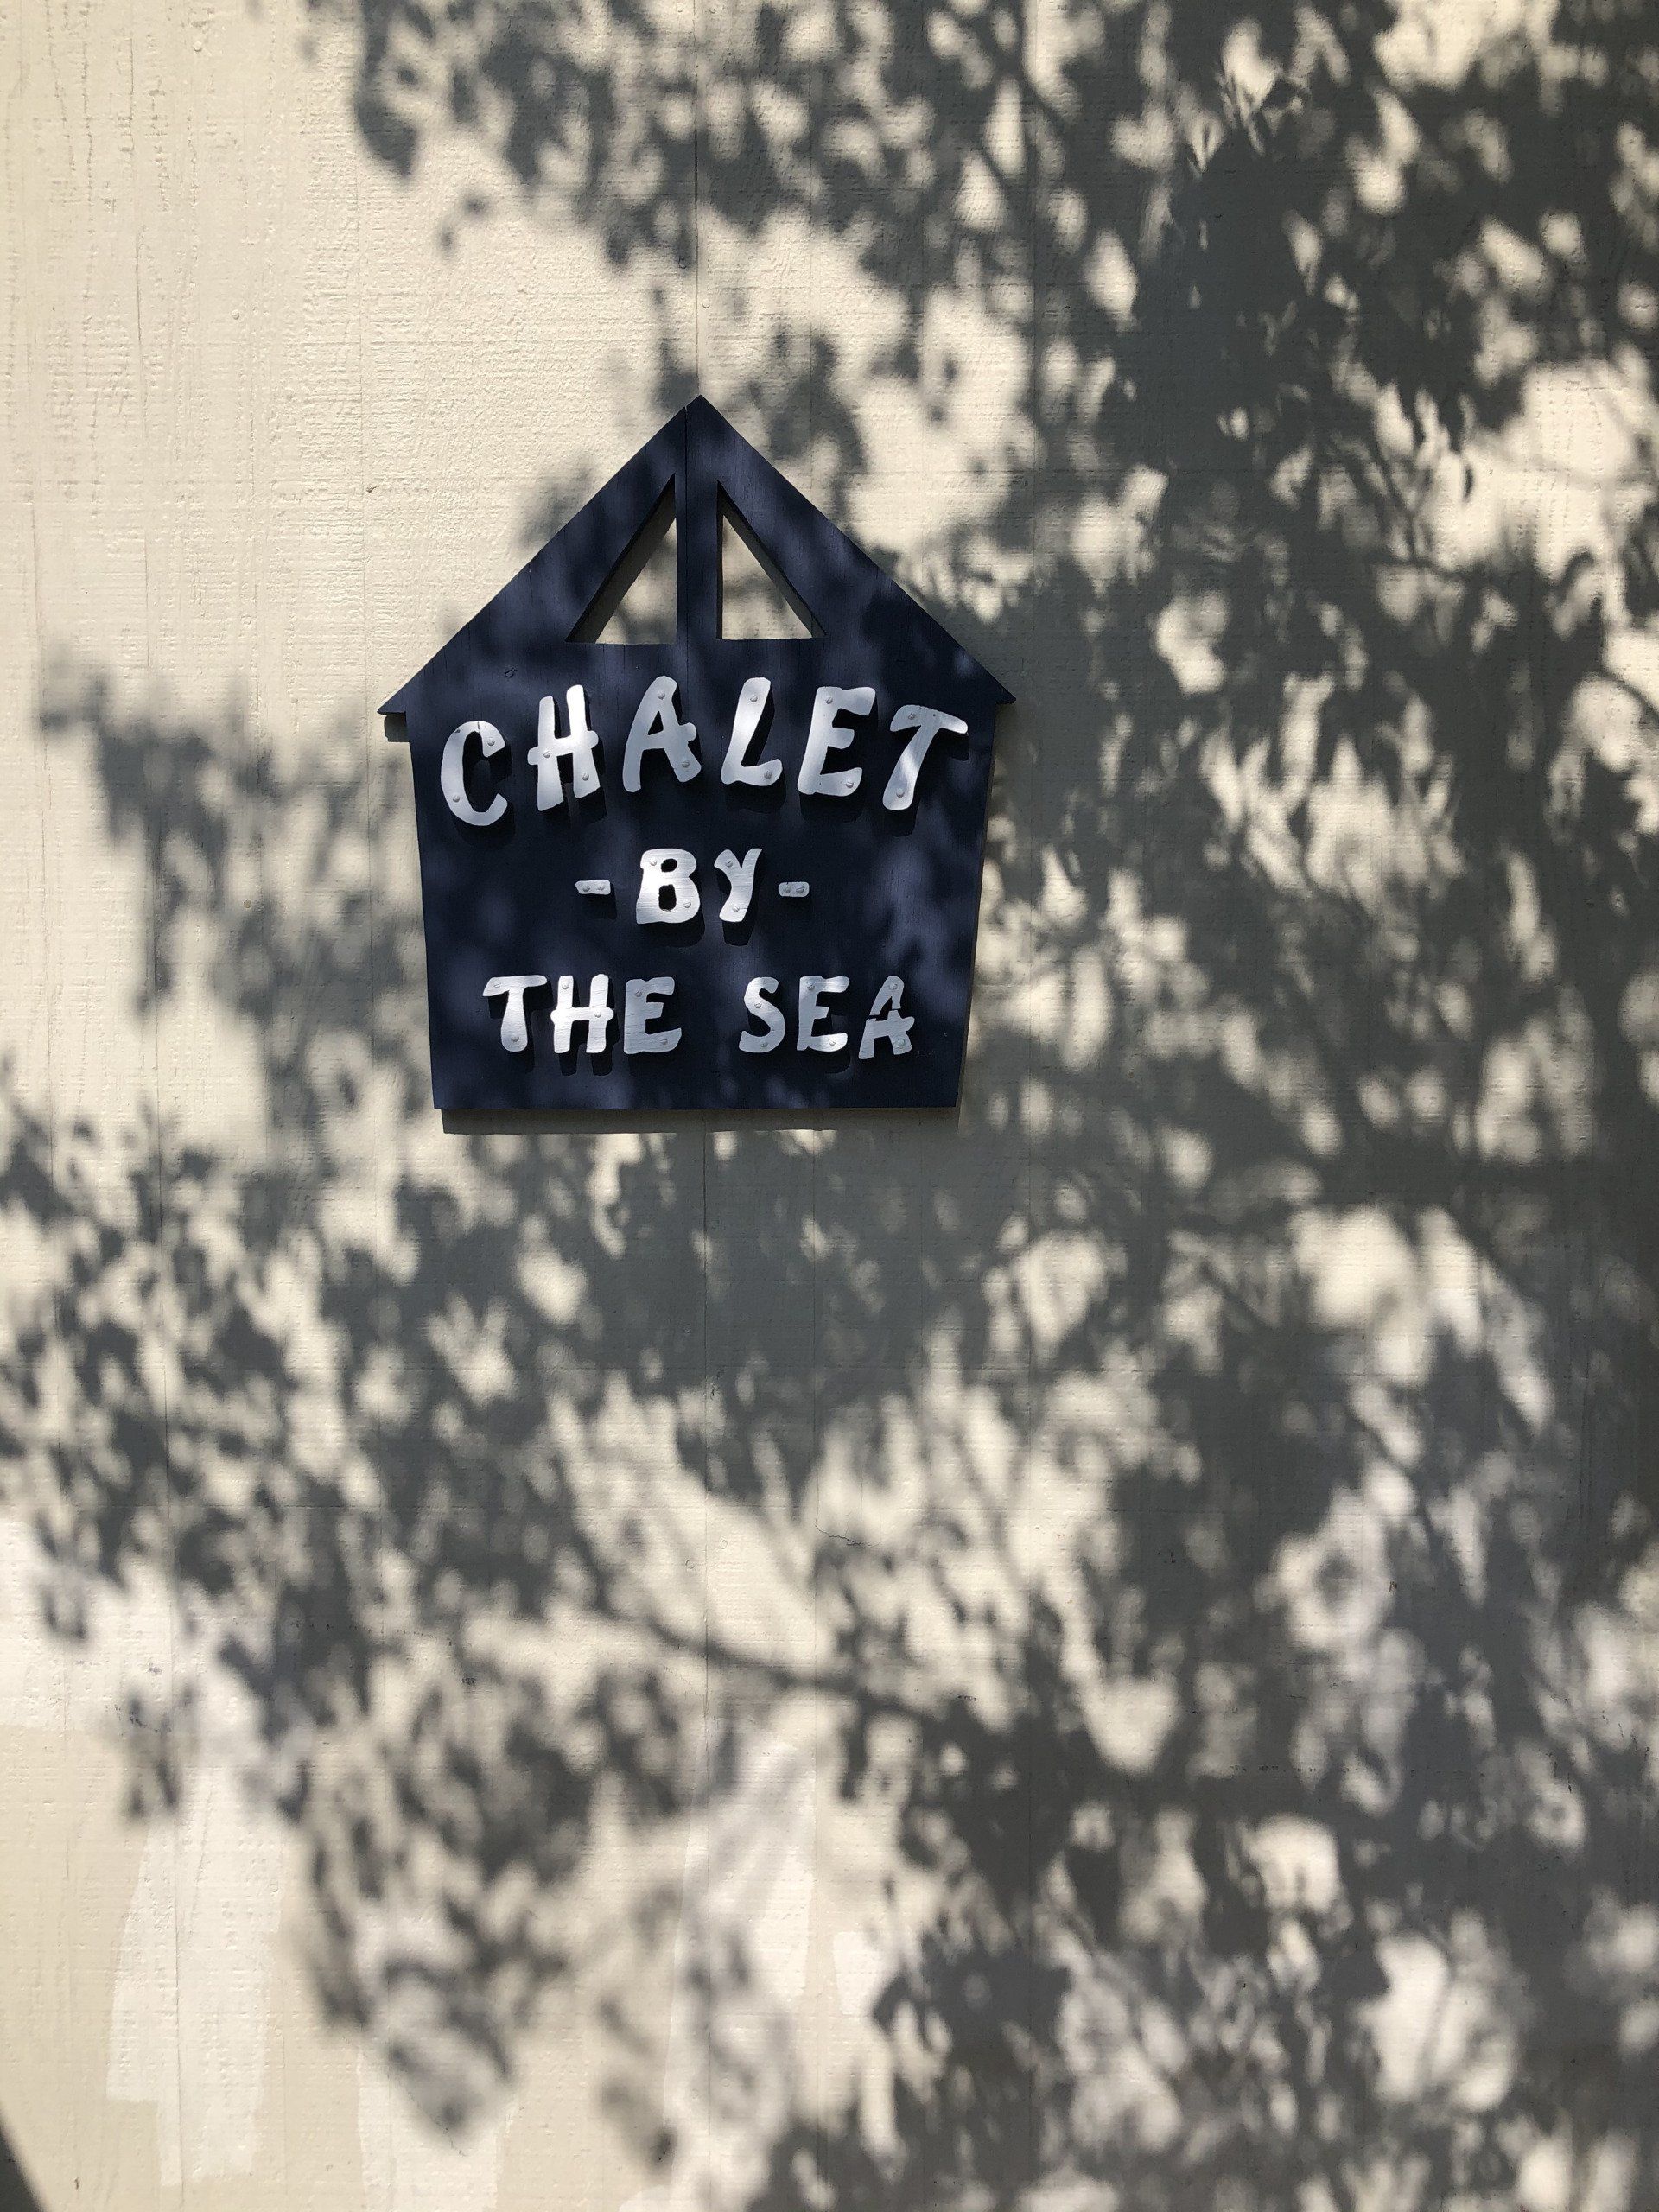 CHALET
-BY-
THE SEA